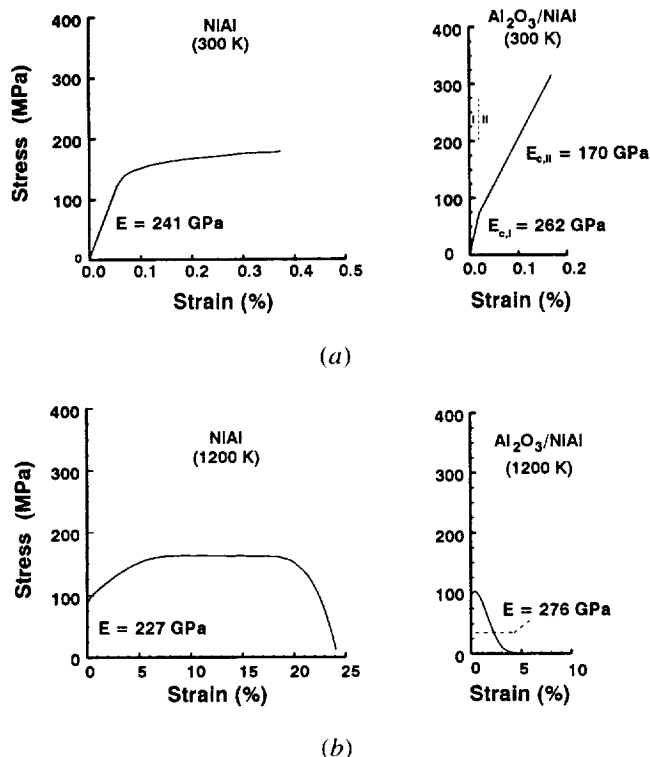 NiAl
(300 K)
Stress (MPa)
400
300
200
100
0
E = 241 GPa
0.0 0.1 0.2 0.3 0.4 0.5
Strain (%)
Al₂O₃/NiAl
(300 K)
400
300
200
100
0
I II
E_c,II = 170 GPa
E_c,I = 262 GPa
0.0 0.1 0.2
Strain (%)
(a)
NiAl
(1200 K)
Stress (MPa)
400
300
200
100
0
E = 227 GPa
0 5 10 15 20 25
Strain (%)
Al₂O₃/NiAl
(1200 K)
400
300
200
100
0
E = 276 GPa
0 5 10
Strain (%)
(b)